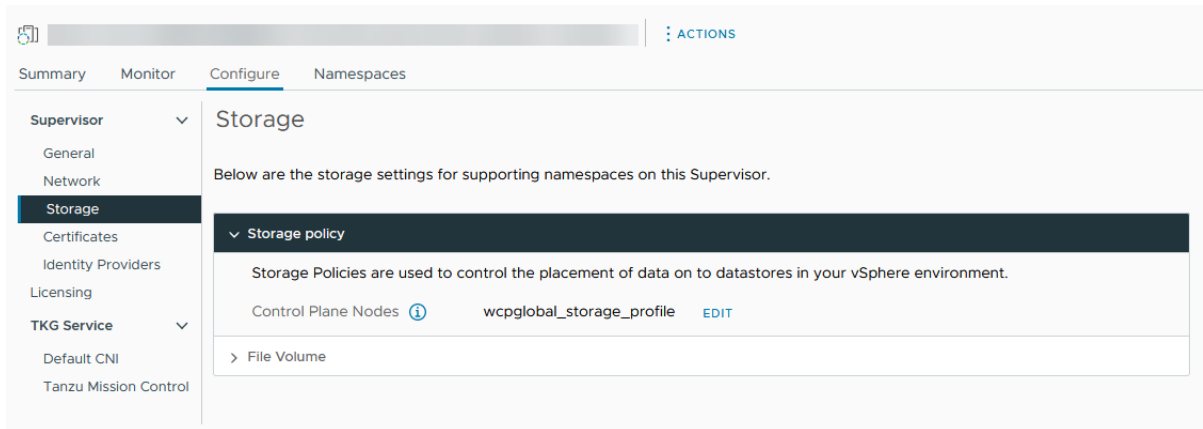 ACTIONS
Summary Monitor Configure Namespaces
Supervisor
General
Network
Storage
Certificates
Identity Providers
Licensing
TKG Service
Default CNI
Tanzu Mission Control
Storage
Below are the storage settings for supporting namespaces on this Supervisor.
Storage policy
Storage Policies are used to control the placement of data on to datastores in your vSphere environment.
Control Plane Nodes wcpglobal_storage_profile EDIT
File Volume